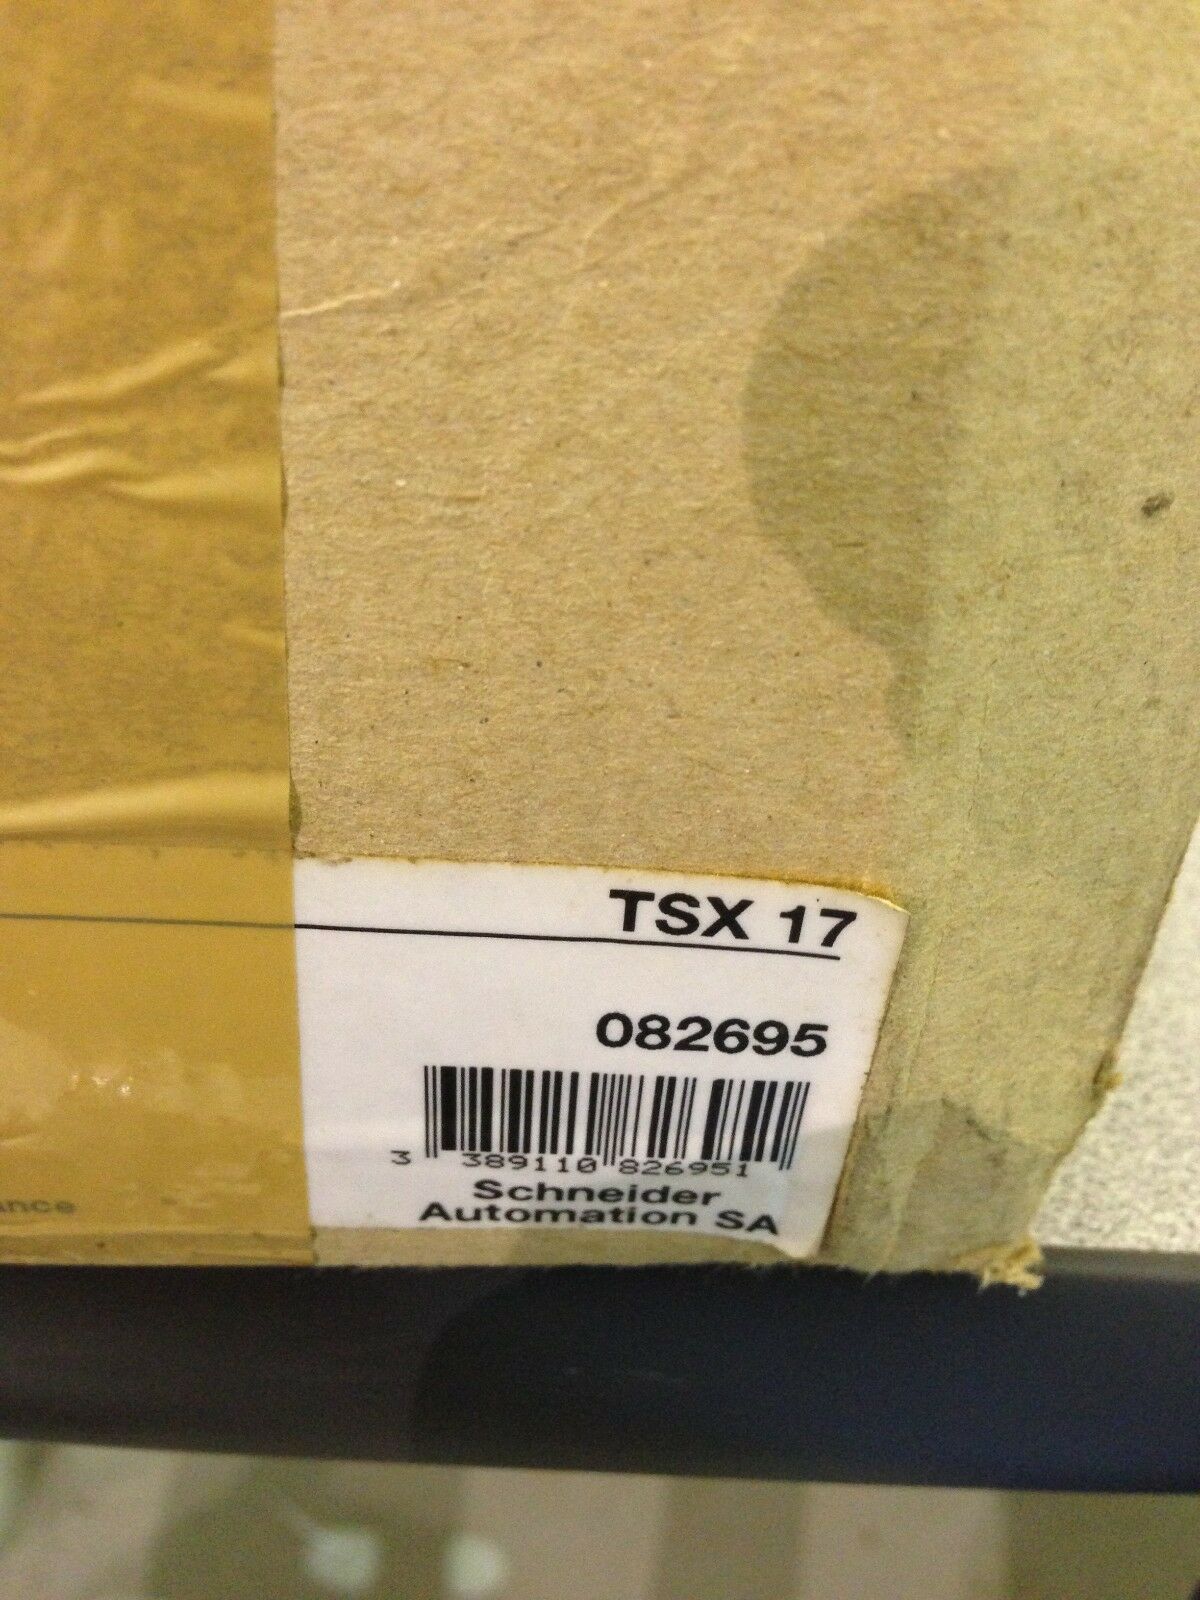 TSX 17
082695
3 389110 826951
Schneider
Automation SA